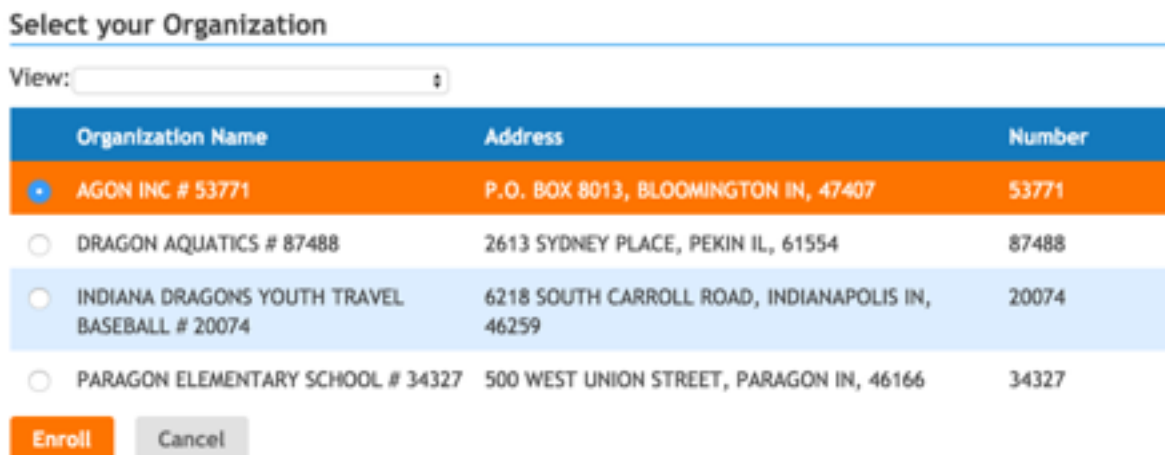 Select your Organization
View:
Organization Name Address Number
AGON INC # 53771 P.O. BOX 8013, BLOOMINGTON IN, 47407 53771
DRAGON AQUATICS # 87488 2613 SYDNEY PLACE, PEKIN IL, 61554 87488
INDIANA DRAGONS YOUTH TRAVEL 6218 SOUTH CARROLL ROAD, INDIANAPOLIS IN, 20074
BASEBALL # 20074 46259
PARAGON ELEMENTARY SCHOOL # 34327 500 WEST UNION STREET, PARAGON IN, 46166 34327
Enroll Cancel